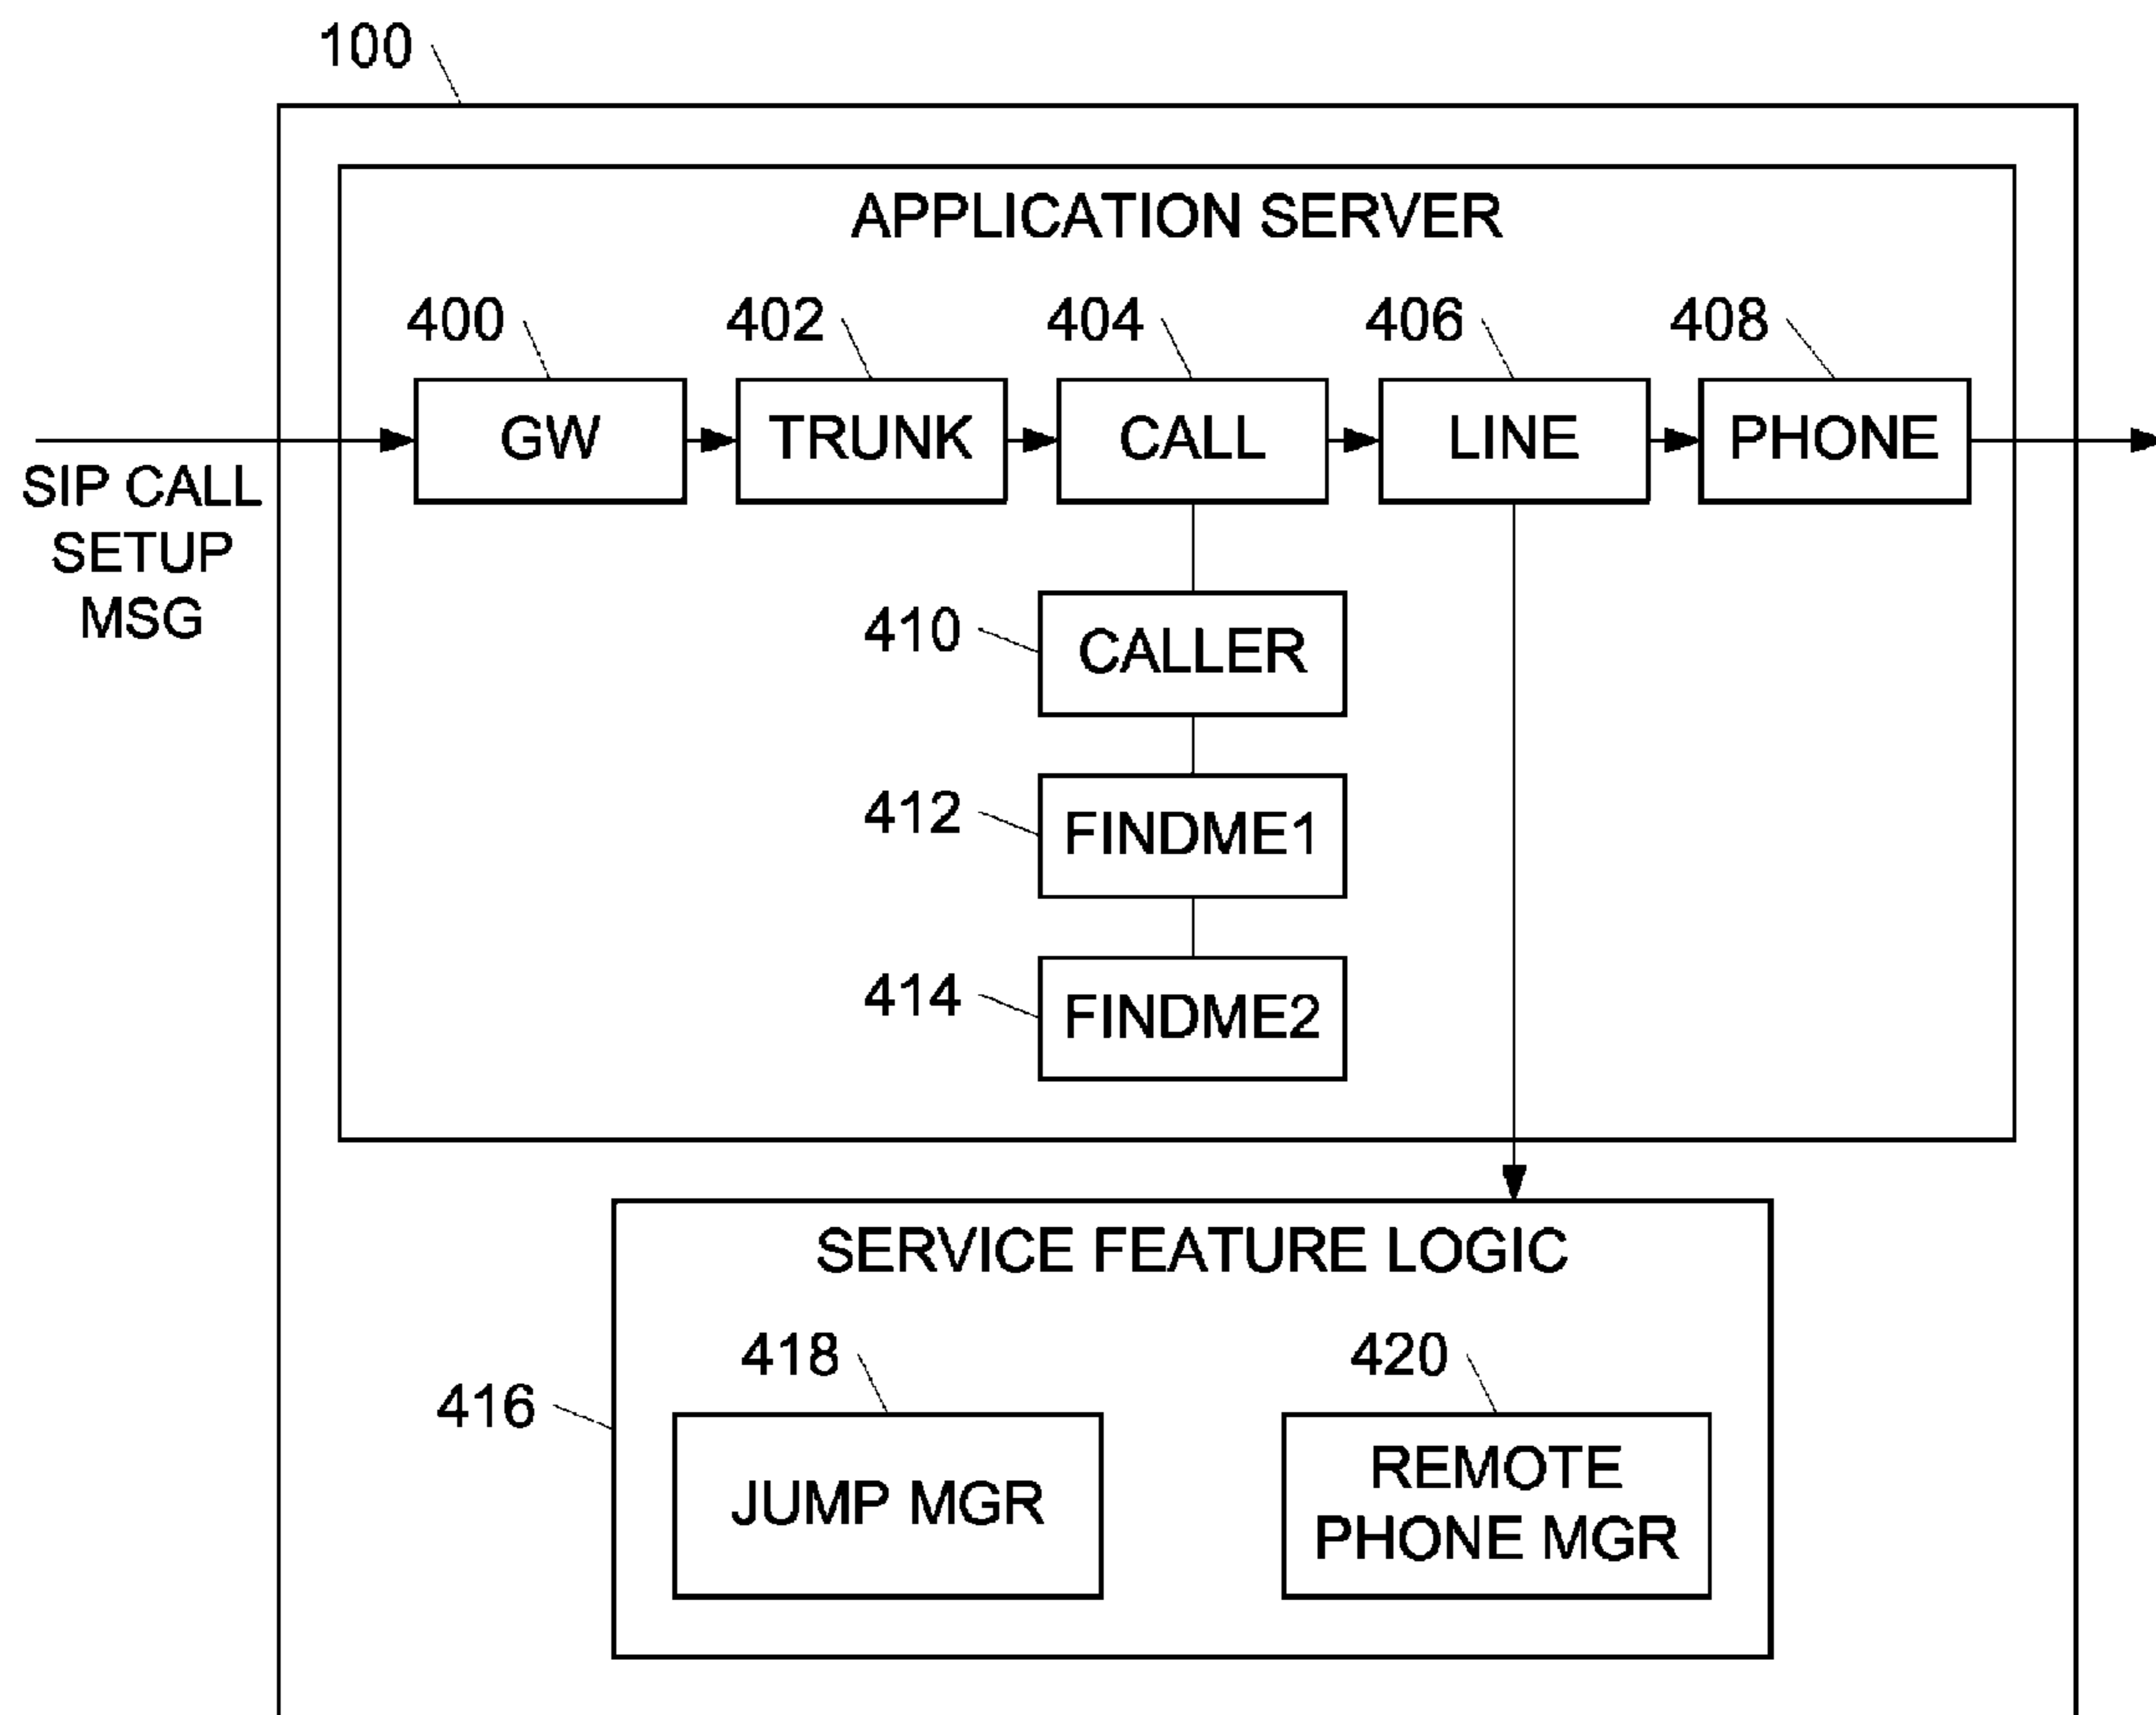 100
APPLICATION SERVER
400
402
404
406
408
GW
TRUNK
CALL
LINE
PHONE
SIP CALL
SETUP
MSG
410
CALLER
412
FINDME1
414
FINDME2
SERVICE FEATURE LOGIC
416
418
420
JUMP MGR
REMOTE
PHONE MGR